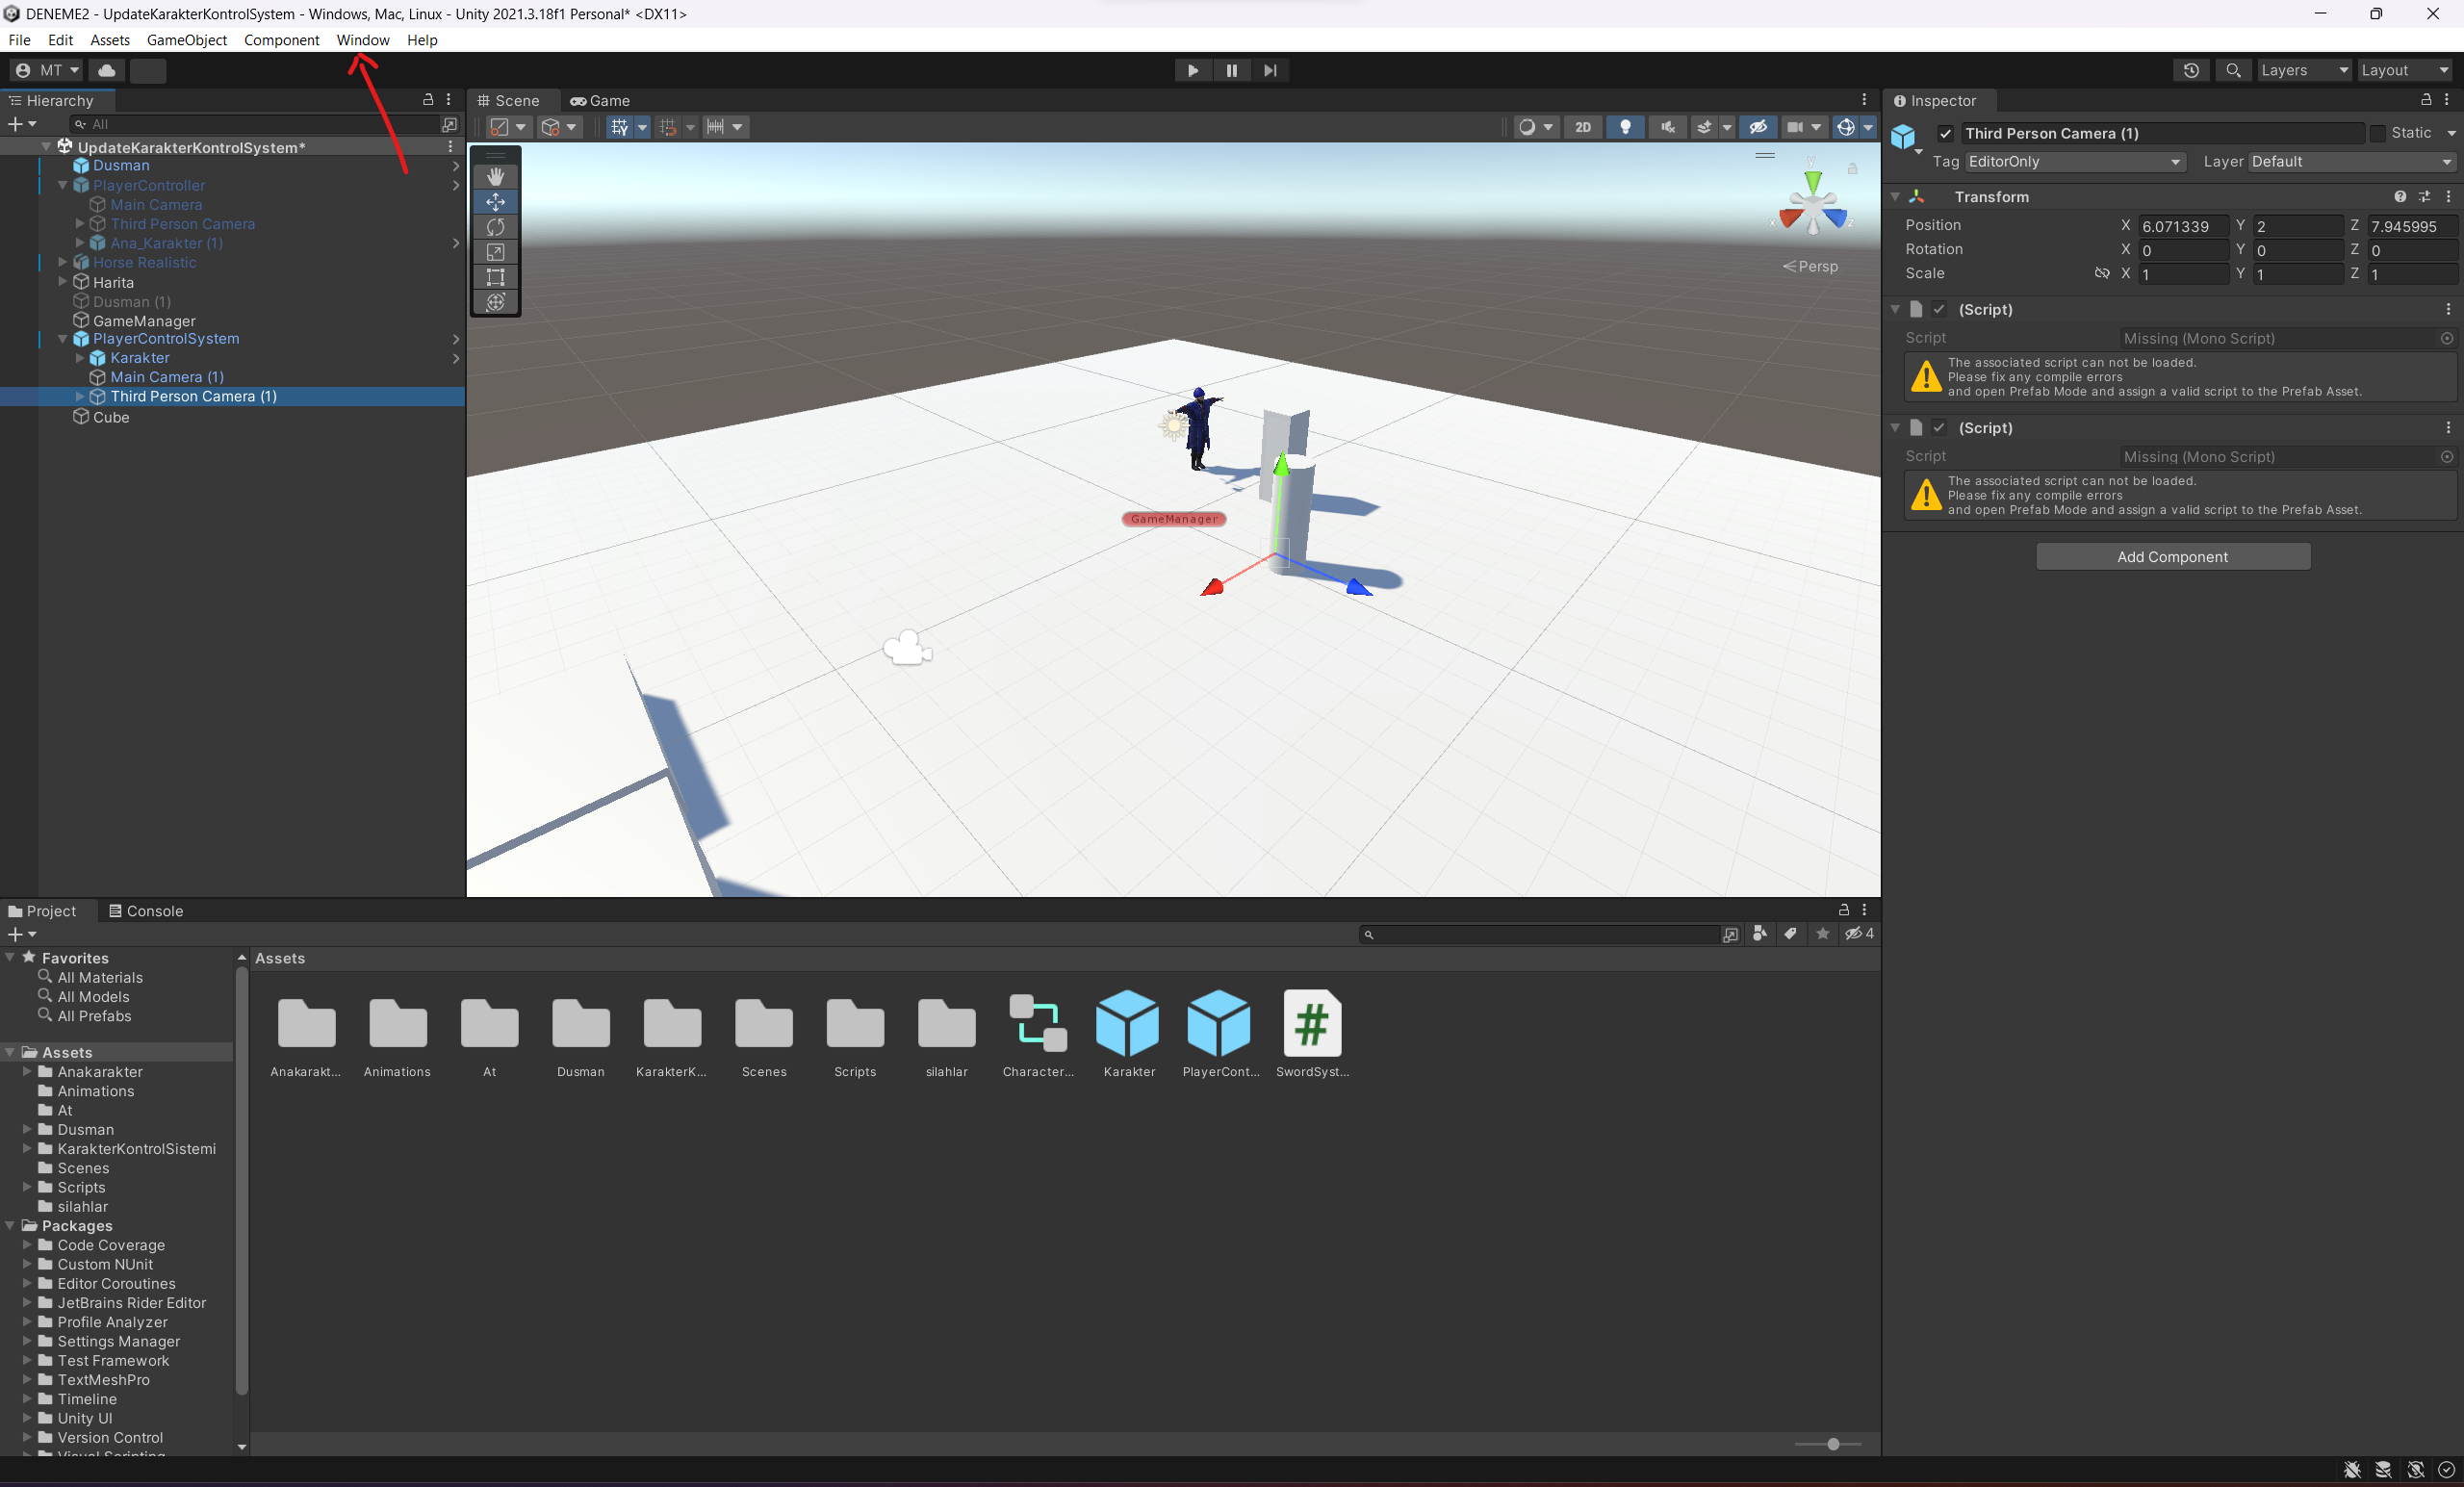 DENEME2 - UpdateKarakterKontrolSystem - Windows, Mac, Linux - Unity 2021.3.18f1 Personal* <DX11>
File Edit Assets GameObject Component Window Help
MT
Layers
Layout
Hierarchy
All
UpdateKarakterKontrolSystem*
Dusman
PlayerController
Main Camera
Third Person Camera
Ana_Karakter (1)
Horse Realistic
Harita
Dusman (1)
GameManager
PlayerControlSystem
Karakter
Main Camera (1)
Third Person Camera (1)
Cube
Scene
Game
2D
y
x
z
Persp
GameManager
Inspector
Third Person Camera (1)
Static
Tag EditorOnly
Layer Default
Transform
Position X 6.071339 Y 2 Z 7.945995
Rotation X 0 Y 0 Z 0
Scale X 1 Y 1 Z 1
(Script)
Script Missing (Mono Script)
The associated script can not be loaded.
Please fix any compile errors
and open Prefab Mode and assign a valid script to the Prefab Asset.
(Script)
Script Missing (Mono Script)
The associated script can not be loaded.
Please fix any compile errors
and open Prefab Mode and assign a valid script to the Prefab Asset.
Add Component
Project
Console
4
Favorites
All Materials
All Models
All Prefabs
Assets
Anakarakter
Animations
At
Dusman
KarakterKontrolSistemi
Scenes
Scripts
silahlar
Packages
Code Coverage
Custom NUnit
Editor Coroutines
JetBrains Rider Editor
Profile Analyzer
Settings Manager
Test Framework
TextMeshPro
Timeline
Unity UI
Version Control
Visual Scripting
Assets
Anakarakt... Animations At Dusman KarakterK... Scenes Scripts silahlar Character... Karakter PlayerCont... SwordSyst...